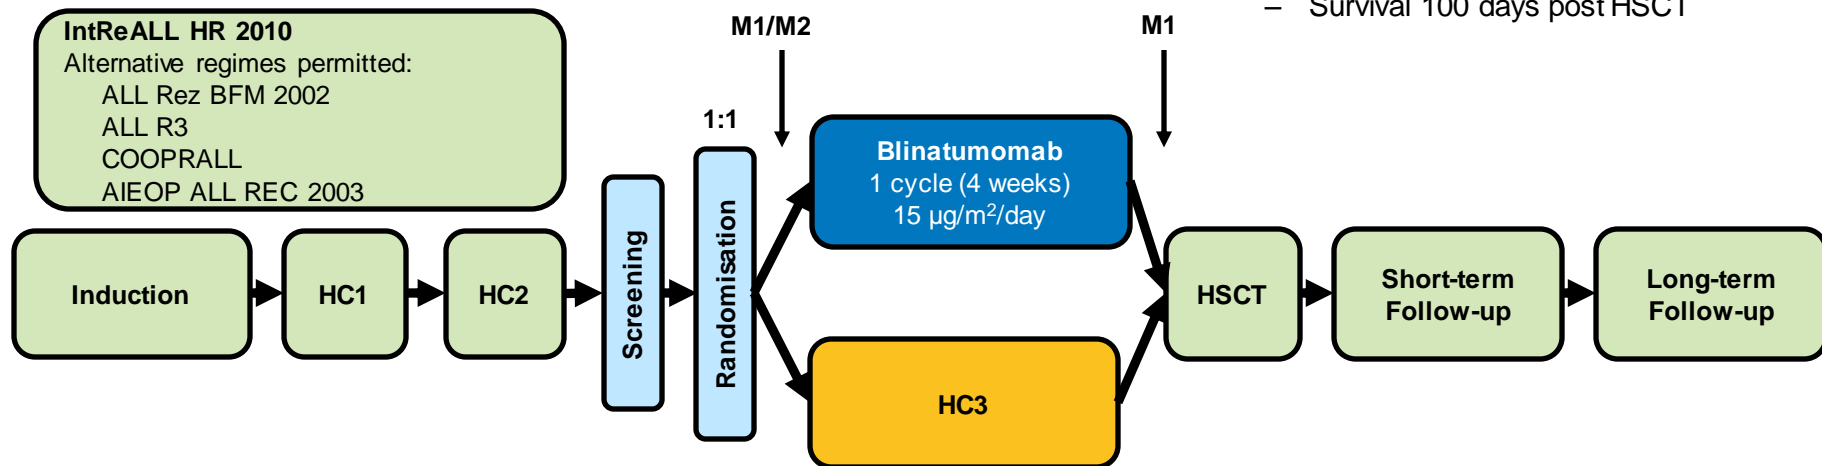 IntReALL HR 2010
Alternative regimes permitted:
ALL Rez BFM 2002
ALL R3
COOPRALL
AIEOP ALL REC 2003
M1/M2
M1
– Survival 100 days post HSCT
1:1
Blinatumomab
1 cycle (4 weeks)
15 µg/m²/day
Induction
HC1
HC2
Screening
Randomisation
HC3
HSCT
Short-term
Follow-up
Long-term
Follow-up